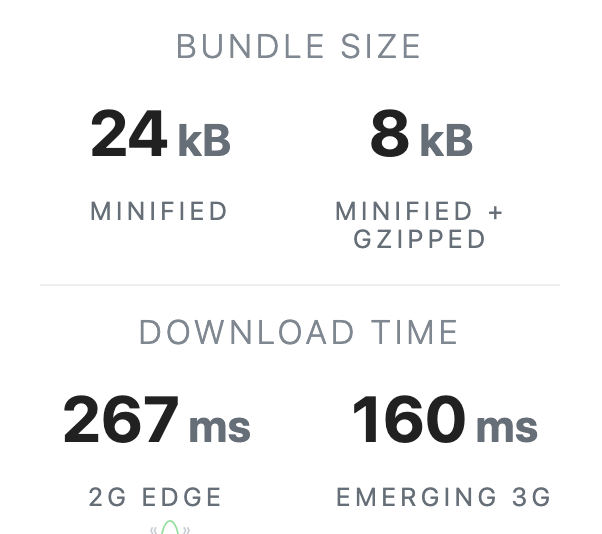 BUNDLE SIZE
24 kB
8 kB
MINIFIED
MINIFIED +
GZIPPED
DOWNLOAD TIME
267 ms
160 ms
2G EDGE
EMERGING 3G